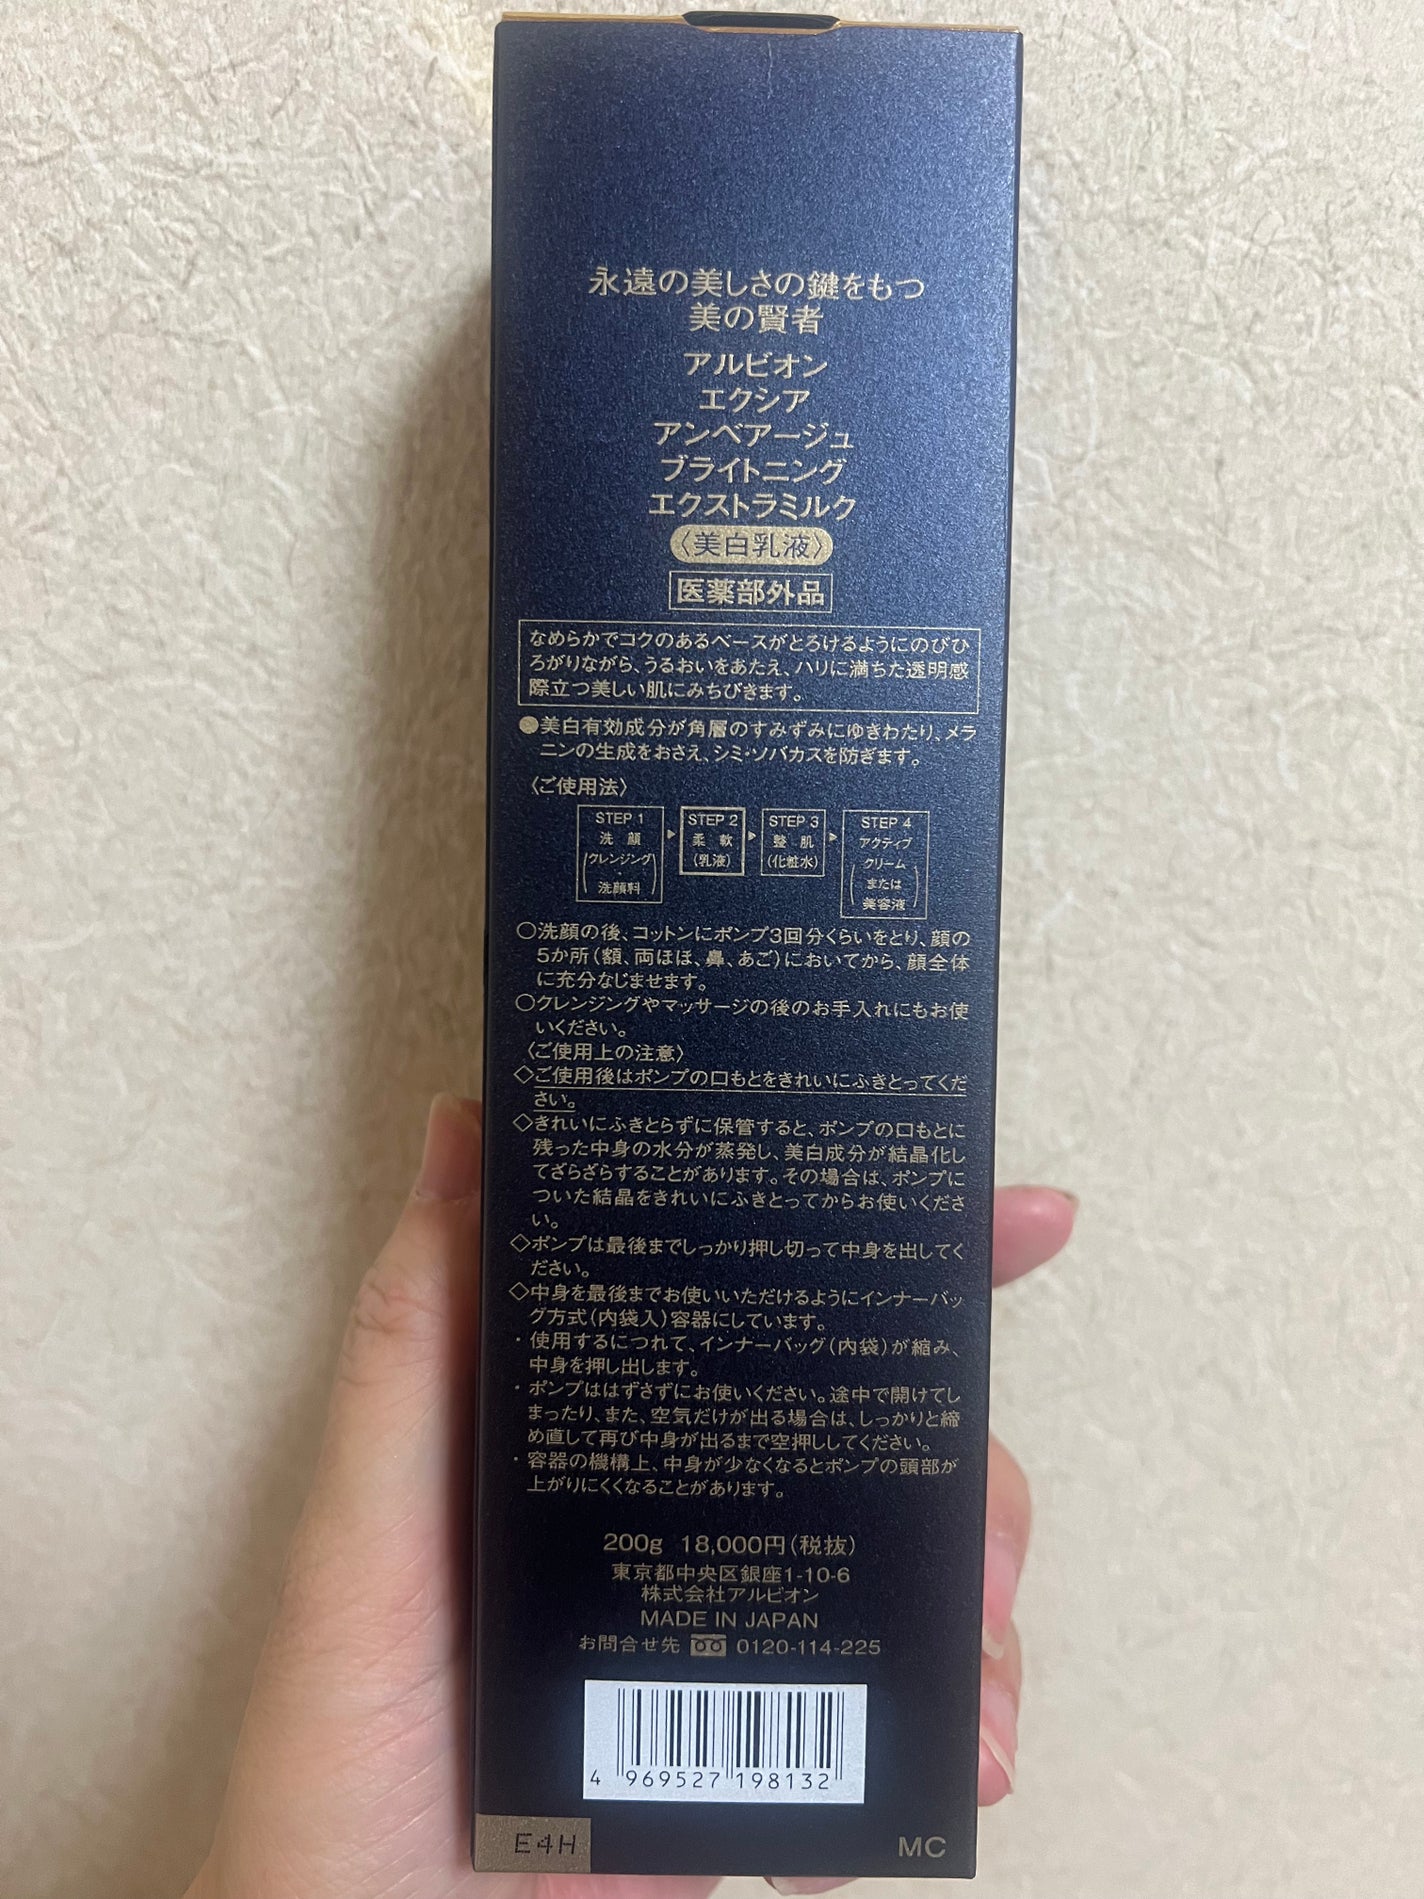 永遠の美しさの鍵をもつ
美の賢者
アルビオン
エクシア
アンベアージュ
ブライトニング
エクストラミルク
〈美白乳液〉
医薬部外品
なめらかでコクのあるベースがとろけるようにのびひ
ろがりながら、うるおいをあたえ、ハリに満ちた透明感
際立つ美しい肌にみちびきます。
●美白有効成分が角層のすみずみにゆきわたり、メラ
ニンの生成をおさえ、シミ・ソバカスを防ぎます。
〈ご使用法〉
STEP 1
洗顔
(クレンジング
・
洗顔料)
STEP 2
柔軟
(乳液)
STEP 3
整肌
(化粧水)
STEP 4
アクティブ
(クリーム
または
美容液)
○洗顔の後、コットンにポンプ3回分くらいをとり、顔の
5か所(額、両ほほ、鼻、あご)においてから、顔全体
に充分なじませます。
○クレンジングやマッサージの後のお手入れにもお使
いください。
〈ご使用上の注意〉
◇ご使用後はポンプの口もとをきれいにふきとってくだ
さい。
◇きれいにふきとらずに保管すると、ポンプの口もとに
残った中身の水分が蒸発し、美白成分が結晶化し
てざらざらすることがあります。その場合は、ポンプに
ついた結晶をきれいにふきとってからお使いくださ
い。
◇ポンプは最後までしっかり押し切って中身を出してく
ださい。
◇中身を最後までお使いいただけるようにインナーバッ
グ方式(内袋入)容器にしています。
・使用するにつれて、インナーバッグ(内袋)が縮み、
中身を押し出します。
・ポンプははずさずにお使いください。途中で開けてし
まったり、また、空気だけが出る場合は、しっかりと締
め直して再び中身が出るまで空押ししてください。
・容器の機構上、中身が少なくなるとポンプの頭部が
上がりにくくなることがあります。
200g 18,000円(税抜)
東京都中央区銀座1-10-6
株式会社アルビオン
MADE IN JAPAN
お問合せ先 0120-114-225
4 969527 198132
E4H
MC